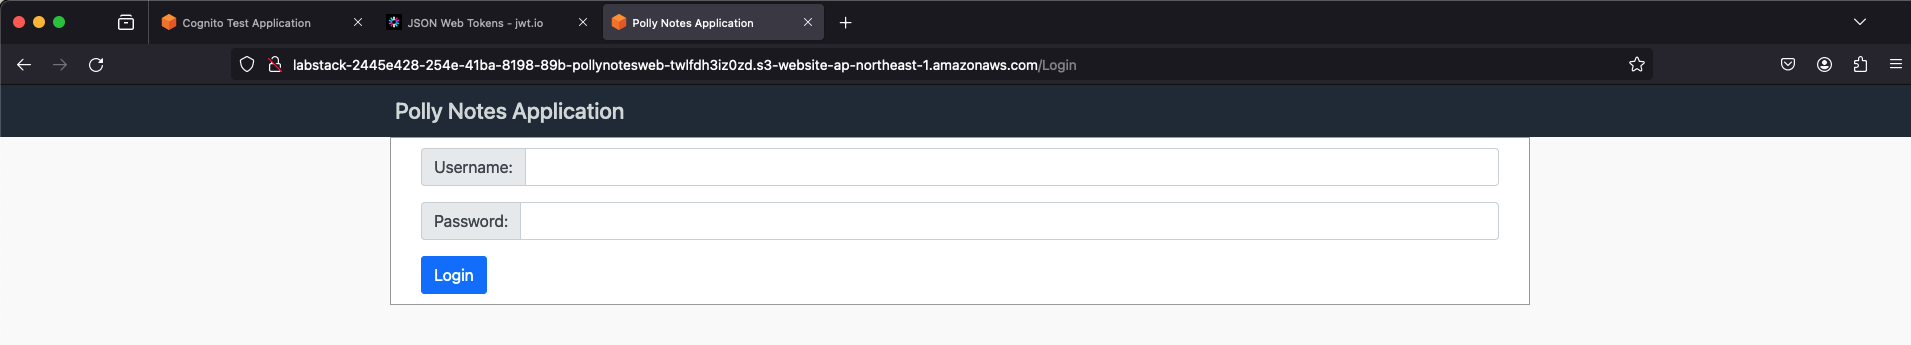 Cognito Test Application
JSON Web Tokens - jwt.io
Polly Notes Application
labstack-2445e428-254e-41ba-8198-89b-pollynotesweb-twlfdh3iz0zd.s3-website-ap-northeast-1.amazonaws.com/Login
Polly Notes Application
Username:
Password:
Login